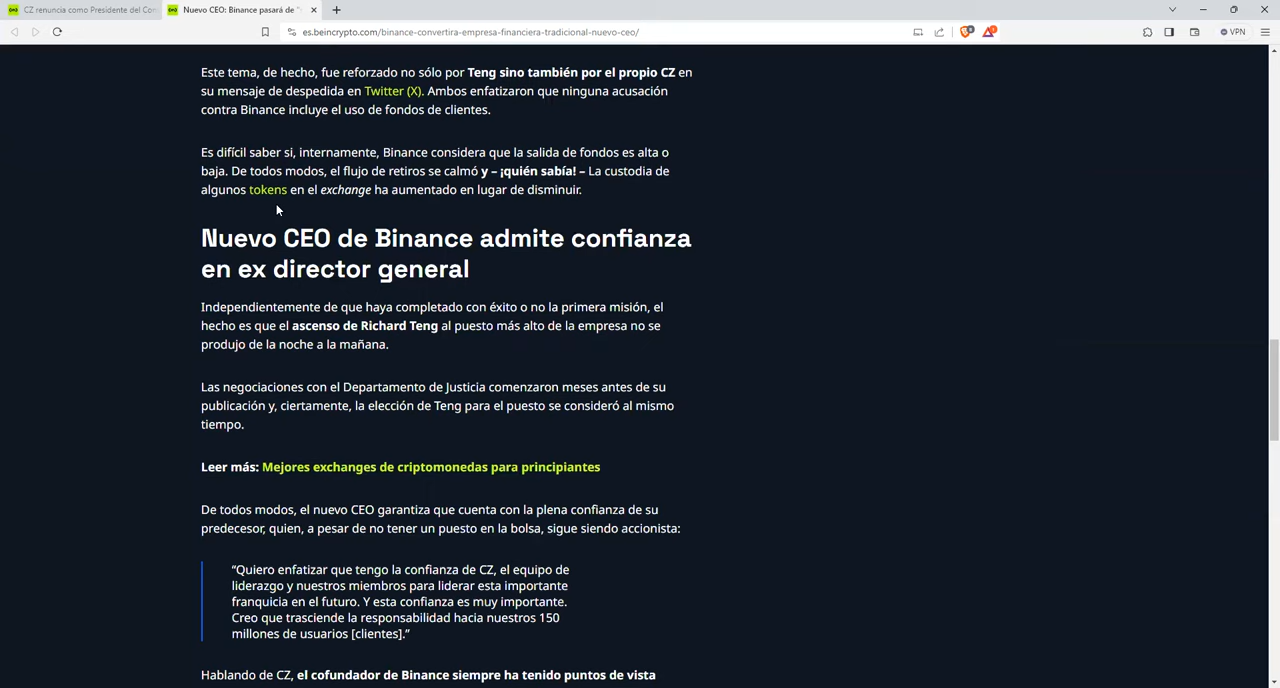 CZ renuncia como Presidente del Con
Nuevo CEO: Binance pasará de "
es.beincrypto.com/binance-convertira-empresa-financiera-tradicional-nuevo-ceo/
VPN
Este tema, de hecho, fue reforzado no sólo por Teng sino también por el propio CZ en
su mensaje de despedida en Twitter (X). Ambos enfatizaron que ninguna acusación
contra Binance incluye el uso de fondos de clientes.
Es difícil saber si, internamente, Binance considera que la salida de fondos es alta o
baja. De todos modos, el flujo de retiros se calmó y – ¡quién sabía! – La custodia de
algunos tokens en el exchange ha aumentado en lugar de disminuir.
Nuevo CEO de Binance admite confianza
en ex director general
Independientemente de que haya completado con éxito o no la primera misión, el
hecho es que el ascenso de Richard Teng al puesto más alto de la empresa no se
produjo de la noche a la mañana.
Las negociaciones con el Departamento de Justicia comenzaron meses antes de su
publicación y, ciertamente, la elección de Teng para el puesto se consideró al mismo
tiempo.
Leer más: Mejores exchanges de criptomonedas para principiantes
De todos modos, el nuevo CEO garantiza que cuenta con la plena confianza de su
predecesor, quien, a pesar de no tener un puesto en la bolsa, sigue siendo accionista:
“Quiero enfatizar que tengo la confianza de CZ, el equipo de
liderazgo y nuestros miembros para liderar esta importante
franquicia en el futuro. Y esta confianza es muy importante.
Creo que trasciende la responsabilidad hacia nuestros 150
millones de usuarios [clientes].”
Hablando de CZ, el cofundador de Binance siempre ha tenido puntos de vista